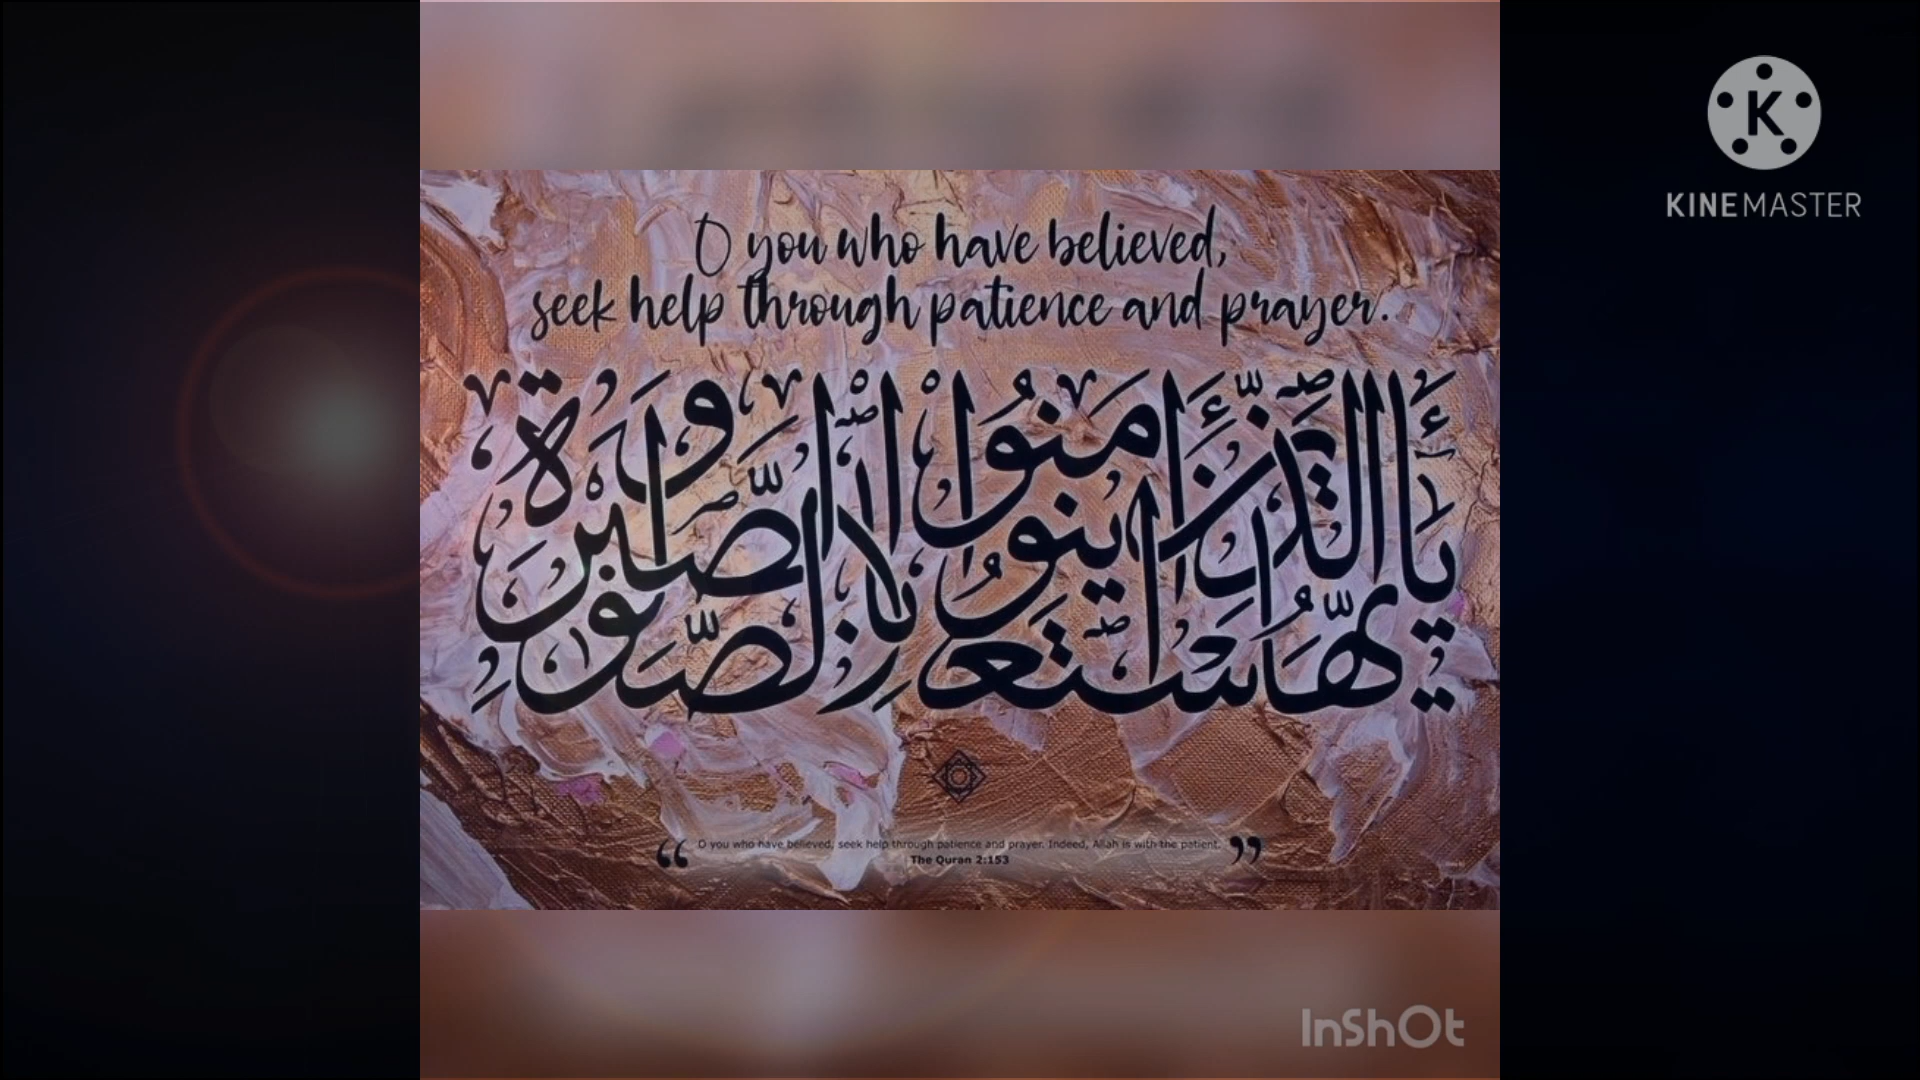 KINEMASTER
O you who have believed,
seek help through patience and prayer.
يَٰٓأَيُّهَا ٱلَّذِينَ ءَامَنُوا۟ ٱسْتَعِينُوا۟ بِٱلصَّبْرِ وَٱلصَّلَوٰةِ
“ O you who have believed, seek help through patience and prayer. Indeed, Allah is with the patient. ”
The Quran 2:153
InShOt